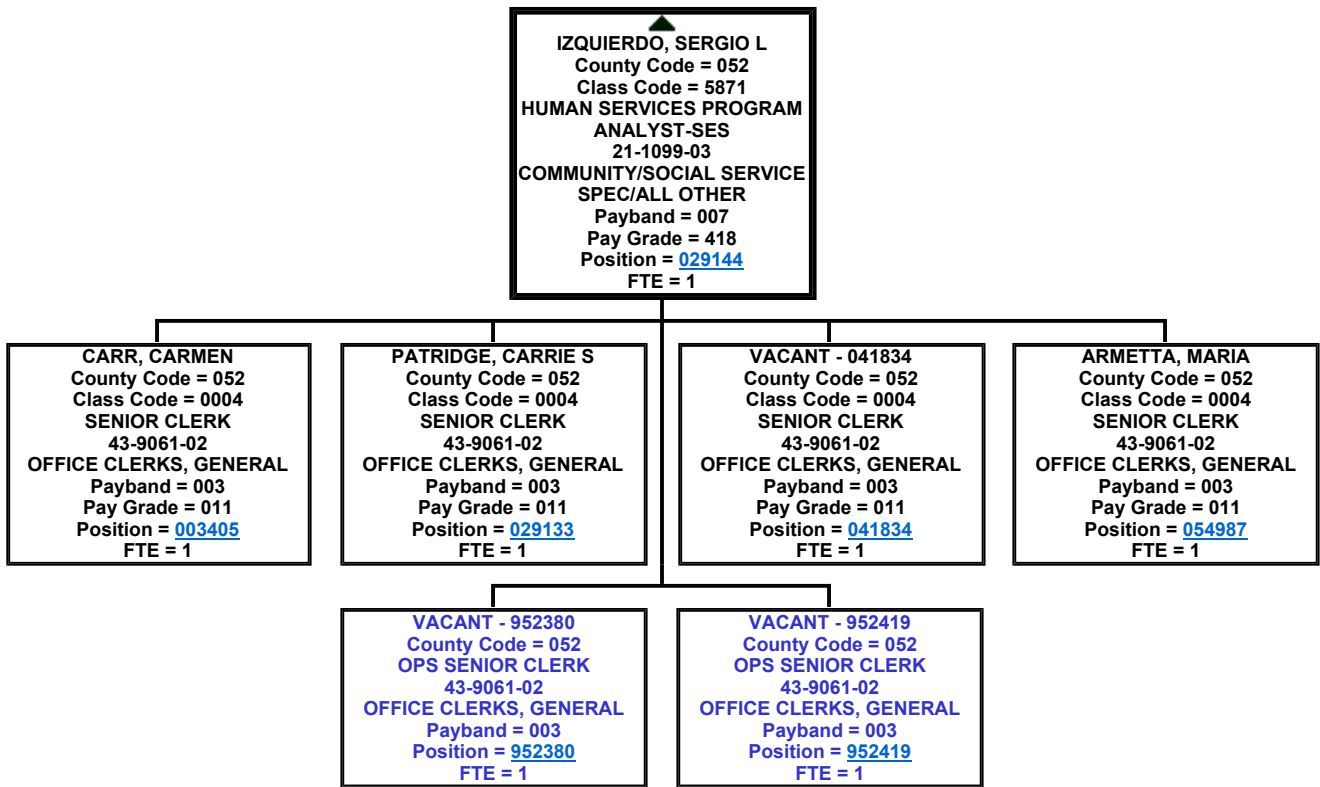 IZQUIERDO, SERGIO L
County Code = 052
Class Code = 5871
HUMAN SERVICES PROGRAM
ANALYST-SES
21-1099-03
COMMUNITY/SOCIAL SERVICE
SPEC/ALL OTHER
Payband = 007
Pay Grade = 418
Position = 029144
FTE = 1
CARR, CARMEN
County Code = 052
Class Code = 0004
SENIOR CLERK
43-9061-02
OFFICE CLERKS, GENERAL
Payband = 003
Pay Grade = 011
Position = 003405
FTE = 1
PATRIDGE, CARRIE S
County Code = 052
Class Code = 0004
SENIOR CLERK
43-9061-02
OFFICE CLERKS, GENERAL
Payband = 003
Pay Grade = 011
Position = 029133
FTE = 1
VACANT - 041834
County Code = 052
Class Code = 0004
SENIOR CLERK
43-9061-02
OFFICE CLERKS, GENERAL
Payband = 003
Pay Grade = 011
Position = 041834
FTE = 1
ARMETTA, MARIA
County Code = 052
Class Code = 0004
SENIOR CLERK
43-9061-02
OFFICE CLERKS, GENERAL
Payband = 003
Pay Grade = 011
Position = 054987
FTE = 1
VACANT - 952380
County Code = 052
OPS SENIOR CLERK
43-9061-02
OFFICE CLERKS, GENERAL
Payband = 003
Position = 952380
FTE = 1
VACANT - 952419
County Code = 052
OPS SENIOR CLERK
43-9061-02
OFFICE CLERKS, GENERAL
Payband = 003
Position = 952419
FTE = 1